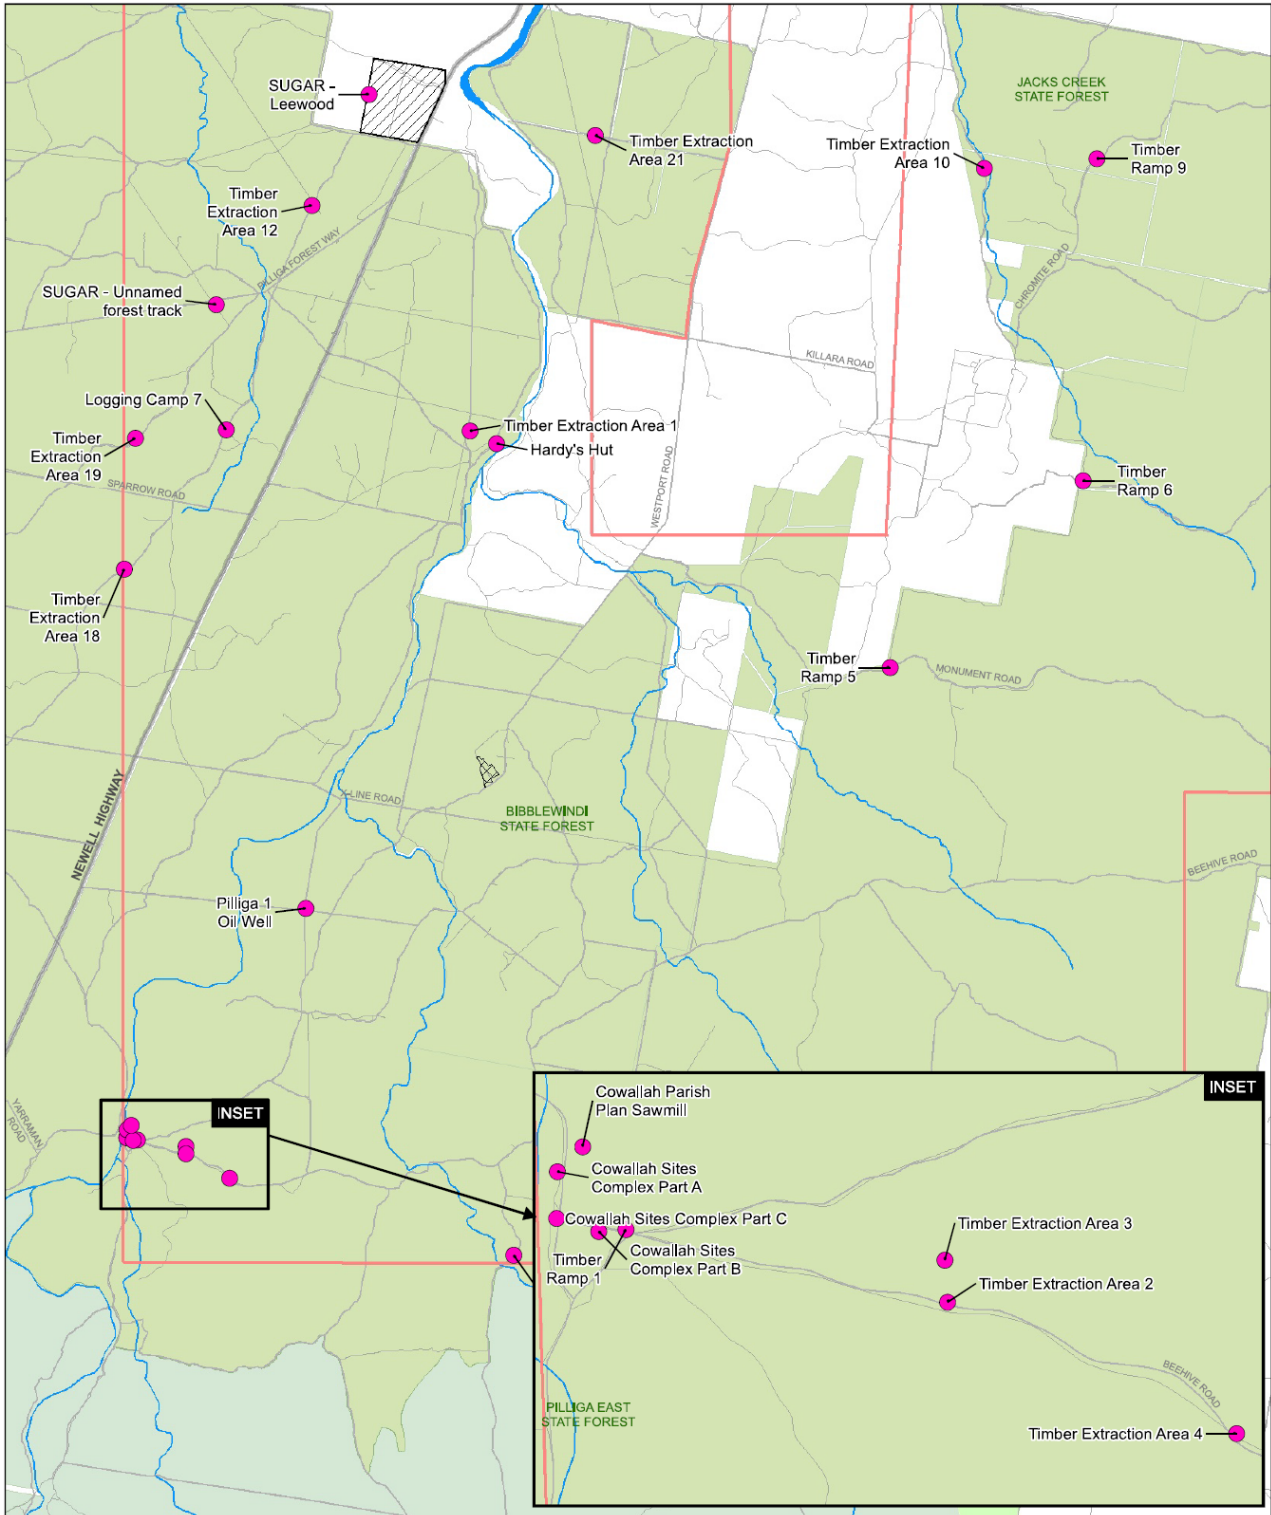 JACKS CREEK
STATE FOREST
SUGAR -
Leewood
Timber Extraction
Area 21
Timber Extraction
Area 10
Timber
Ramp 9
Timber
Extraction
Area 12
PILLIGA FOREST WAY
CHROMITE ROAD
SUGAR - Unnamed
forest track
KILLARA ROAD
Logging Camp 7
Timber Extraction Area 1
Hardy's Hut
Timber
Extraction
Area 19
SPARROW ROAD
WESTPORT ROAD
Timber
Ramp 6
Timber
Extraction
Area 18
Timber
Ramp 5
MONUMENT ROAD
NEWELL HIGHWAY
X-LINE ROAD
BIBBLEWINDI
STATE FOREST
BEEHIVE ROAD
Pilliga 1
Oil Well
YARRAMAN
ROAD
INSET
INSET
Cowallah Parish
Plan Sawmill
Cowallah Sites
Complex Part A
Cowallah Sites Complex Part C
Timber
Ramp 1
Cowallah Sites
Complex Part B
Timber Extraction Area 3
Timber Extraction Area 2
BEEHIVE ROAD
PILLIGA EAST
STATE FOREST
Timber Extraction Area 4